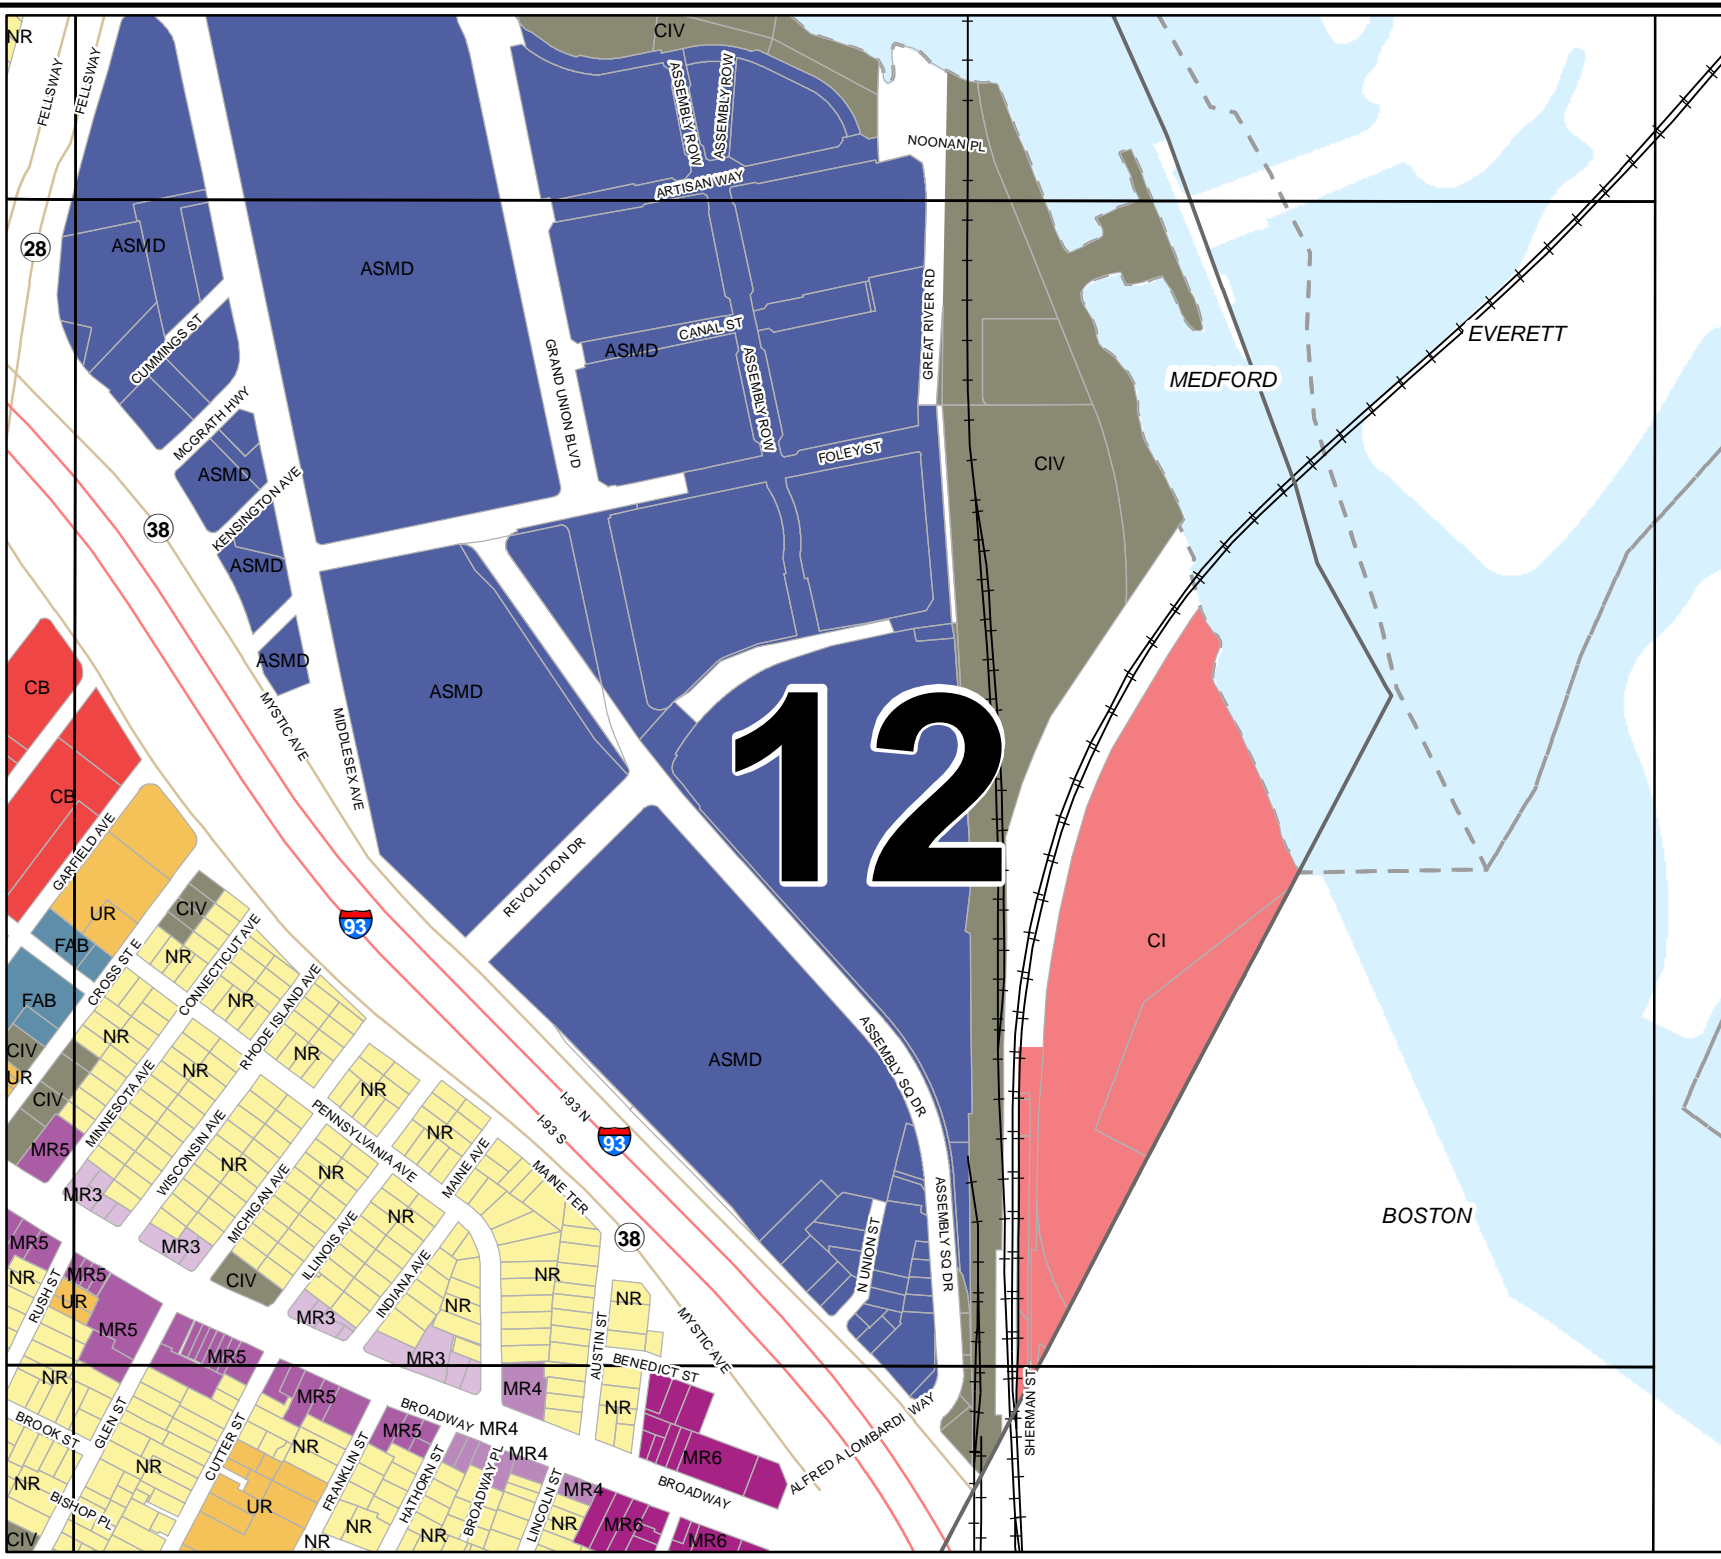 NR
CIV
FELLSWAY
FELLSWAY
ASSEMBLY ROW
ASSEMBLY ROW
NOONAN PL
ARTISAN WAY
28
ASMD
ASMD
CUMMINGS ST
CANAL ST
ASMD
GREAT RIVER RD
GRAND UNION BLVD
ASSEMBLY ROW
EVERETT
MEDFORD
MCGRATH HWY
FOLEY ST
CIV
ASMD
KENSINGTON AVE
38
ASMD
ASMD
CB
ASMD
MYSTIC AVE
MIDDLESEX AVE
12
CB
GARFIELD AVE
REVOLUTION DR
UR
CIV
93
FAB
CROSS ST E
NR
CONNECTICUT AVE
CI
FAB
NR
RHODE ISLAND AVE
NR
NR
CIV
NR
ASMD
ASSEMBLY SQ DR
UR
NR
CIV
MINNESOTA AVE
WISCONSIN AVE
PENNSYLVANIA AVE
I-93 N
I-93 S
93
NR
MR5
NR
NR
MICHIGAN AVE
MAINE AVE
MAINE TER
MR3
NR
ILLINOIS AVE
ASSEMBLY SQ DR
BOSTON
MR5
MR3
38
N UNION ST
NR
MR5
CIV
INDIANA AVE
NR
RUSH ST
UR
NR
NR
MR5
MR3
MYSTIC AVE
AUSTIN ST
MR5
MR3
BENEDICT ST
NR
MR5
MR4
BROADWAY
NR
SHERMAN ST
ALFRED A LOMBARDI WAY
BROOK ST
GLEN ST
CUTTER ST
NR
MR5
MR4
MR4
MR6
NR
NR
FRANKLIN ST
HATHORN ST
BROADWAY PL
LINCOLN ST
MR4
BROADWAY
BISHOP PL
UR
NR
NR
NR
NR
MR6
MR6
CIV